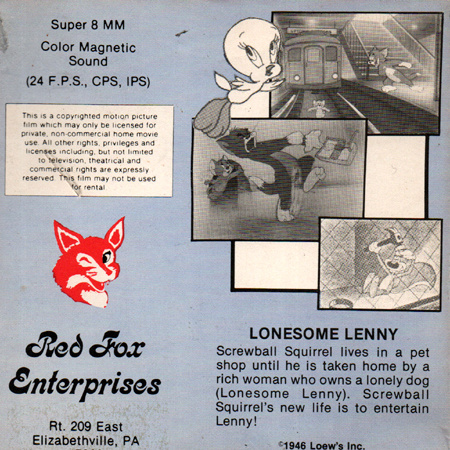 Super 8 MM
Color Magnetic
Sound
(24 F.P.S., CPS, IPS)
This is a copyrighted motion picture
film which may only be licensed for
private, non-commercial home movie
use. All other rights, privileges and
licenses including, but not limited
to television, theatrical and
commercial rights are expressly
reserved. This film may not be used
for rental.
Red Fox
Enterprises
Rt. 209 East
Elizabethville, PA
LONESOME LENNY
Screwball Squirrel lives in a pet
shop until he is taken home by a
rich woman who owns a lonely dog
(Lonesome Lenny). Screwball
Squirrel's new life is to entertain
Lenny!
©1946 Loew's Inc.